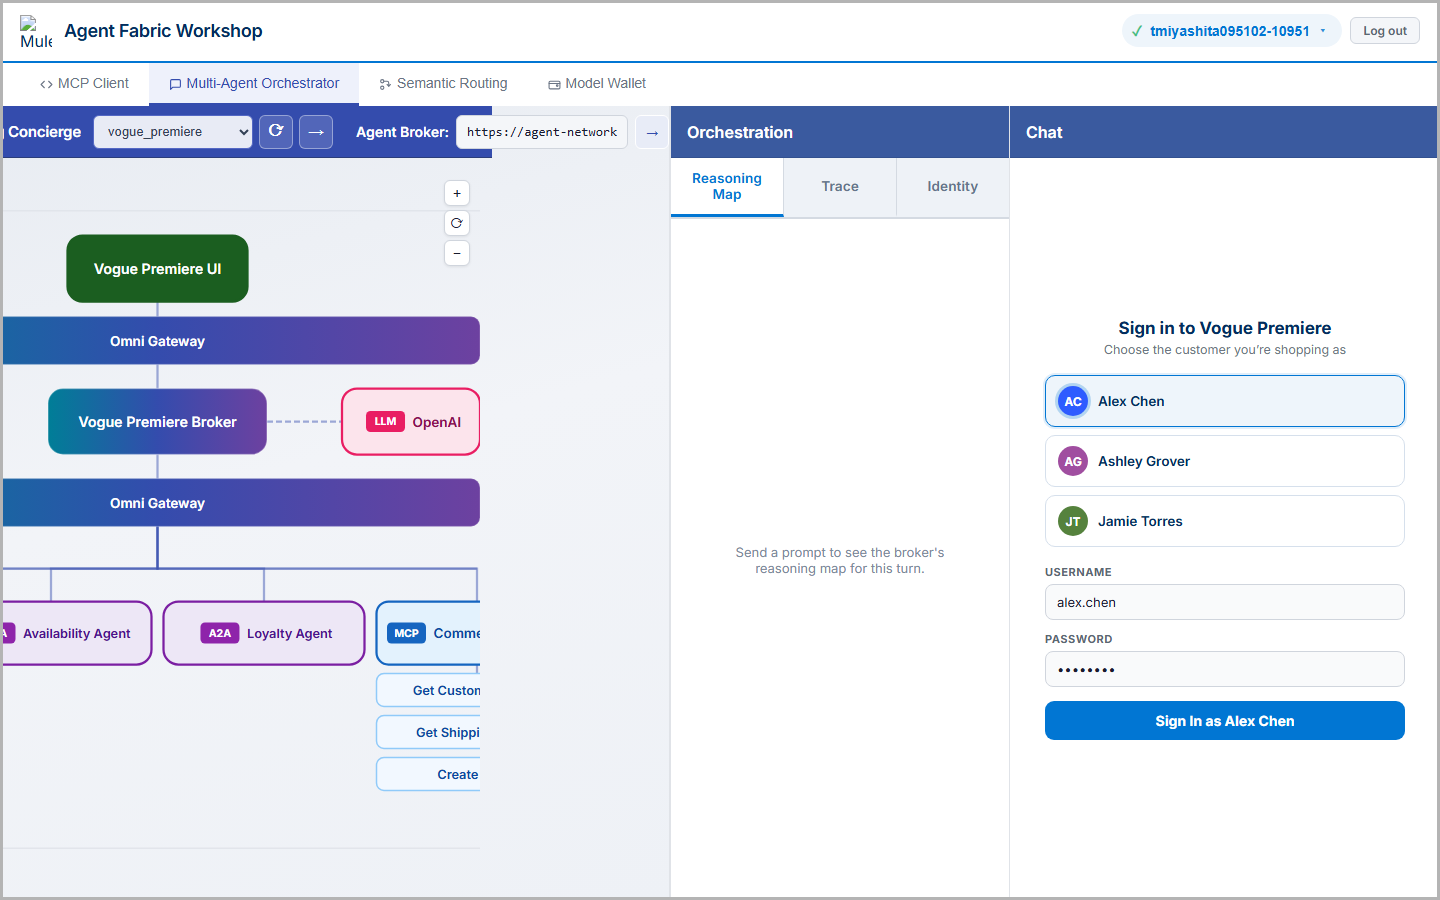 Mule
Agent Fabric Workshop
✓ tmiyashita095102-10951
Log out
MCP Client
Multi-Agent Orchestrator
Semantic Routing
Model Wallet
Concierge
vogue_premiere
Agent Broker:
https://agent-network
→
Orchestration
Chat
Reasoning
Map
Trace
Identity
+
−
Vogue Premiere UI
Omni Gateway
Vogue Premiere Broker
LLM OpenAI
Omni Gateway
Availability Agent
A2A Loyalty Agent
MCP Comme
Get Custom
Get Shippi
Create
Send a prompt to see the broker's
reasoning map for this turn.
Sign in to Vogue Premiere
Choose the customer you're shopping as
AC Alex Chen
AG Ashley Grover
JT Jamie Torres
USERNAME
alex.chen
PASSWORD
••••••••
Sign In as Alex Chen